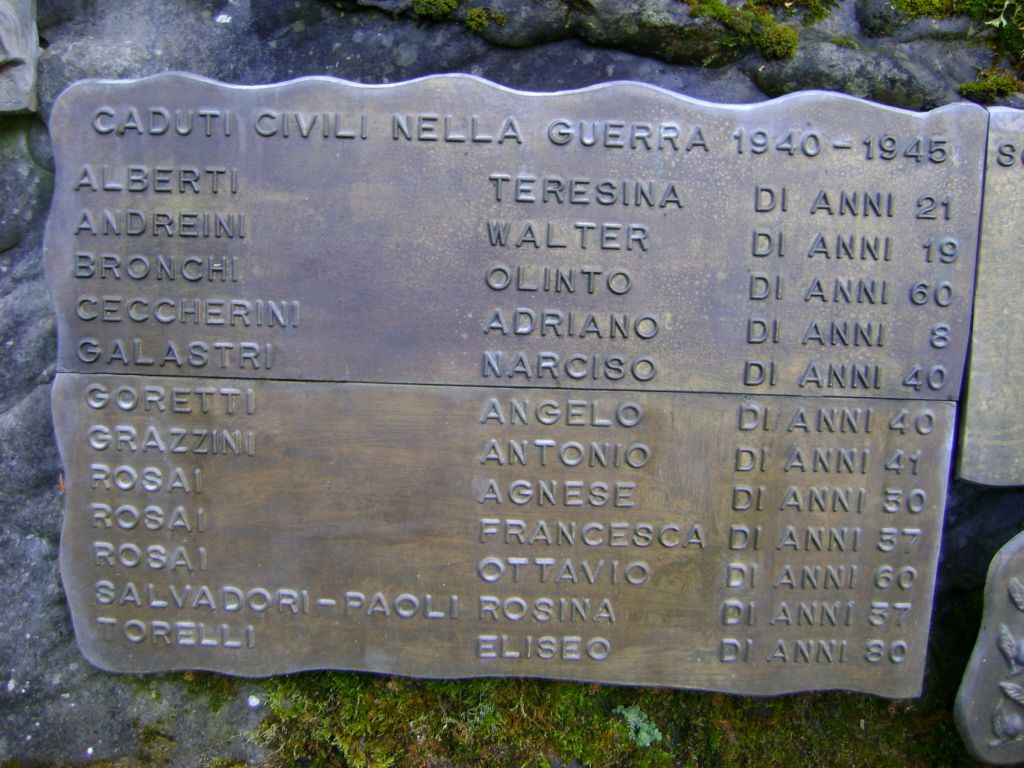 CADUTI CIVILI NELLA GUERRA 1940-1945
ALBERTI TERESINA DI ANNI 21
ANDREINI WALTER DI ANNI 19
BRONCHI OLINTO DI ANNI 60
CECCHERINI ADRIANO DI ANNI 8
GALASTRI NARCISO DI ANNI 40
GORETTI ANGELO DI ANNI 40
GRAZZINI ANTONIO DI ANNI 41
ROSAI AGNESE DI ANNI
ROSAI FRANCESCA DI ANNI 37
ROSAI OTTAVIO DI ANNI 60
SALVADORI-PAOLI ROSINA DI ANNI 37
TORELLI ELISEO DI ANNI